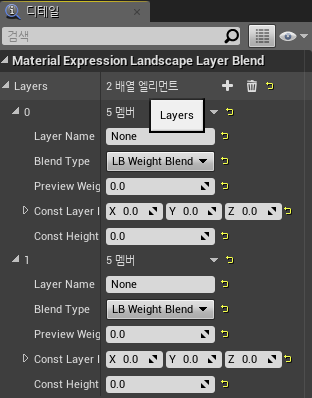 디테일
검색
Material Expression Landscape Layer Blend
Layers 2 배열 엘리먼트
0 5 멤버
Layers
Layer Name None
Blend Type LB Weight Blend
Preview Weig 0.0
Const Layer I X 0.0 Y 0.0 Z 0.0
Const Height 0.0
1 5 멤버
Layer Name None
Blend Type LB Weight Blend
Preview Weig 0.0
Const Layer I X 0.0 Y 0.0 Z 0.0
Const Height 0.0